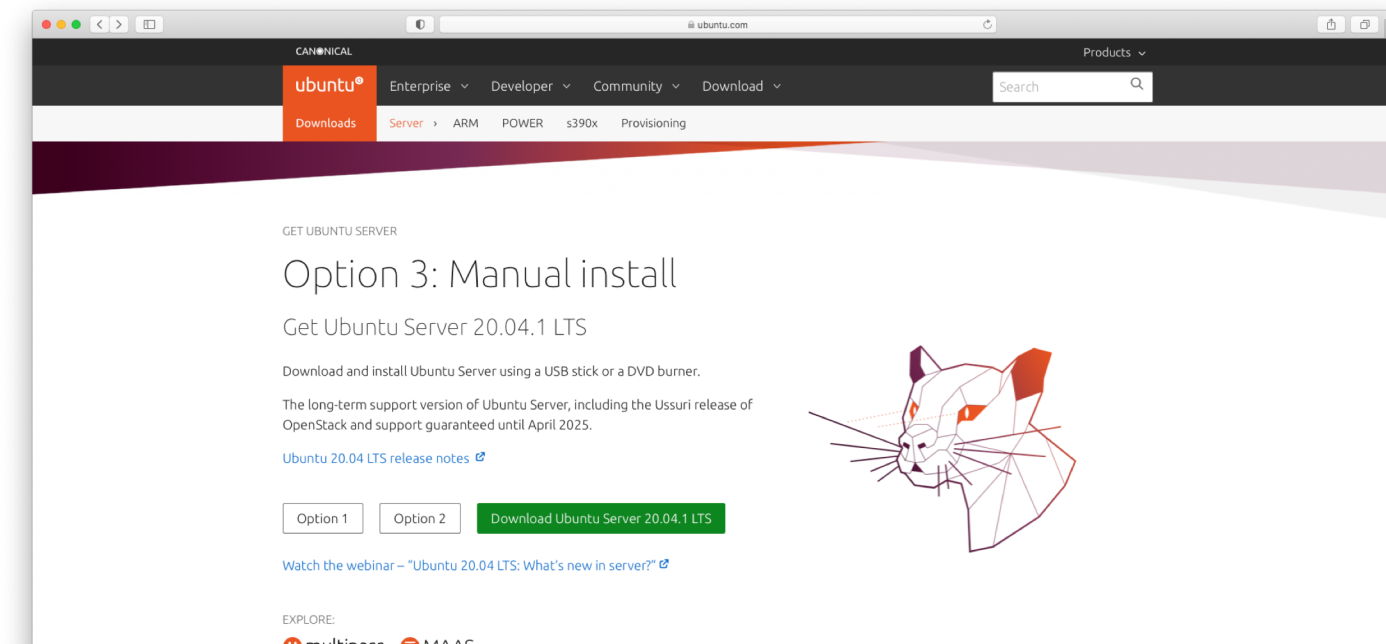 ubuntu.com
CANONICAL
Products
ubuntu Enterprise Developer Community Download Search
Downloads Server › ARM POWER s390x Provisioning
GET UBUNTU SERVER
Option 3: Manual install
Get Ubuntu Server 20.04.1 LTS
Download and install Ubuntu Server using a USB stick or a DVD burner.
The long-term support version of Ubuntu Server, including the Ussuri release of
OpenStack and support guaranteed until April 2025.
Ubuntu 20.04 LTS release notes
Option 1 Option 2 Download Ubuntu Server 20.04.1 LTS
Watch the webinar – “Ubuntu 20.04 LTS: What’s new in server?”
EXPLORE:
multipass MAAS